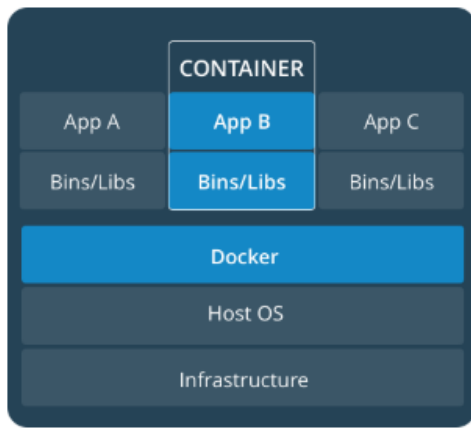 CONTAINER
App A
App B
App C
Bins/Libs
Bins/Libs
Bins/Libs
Docker
Host OS
Infrastructure